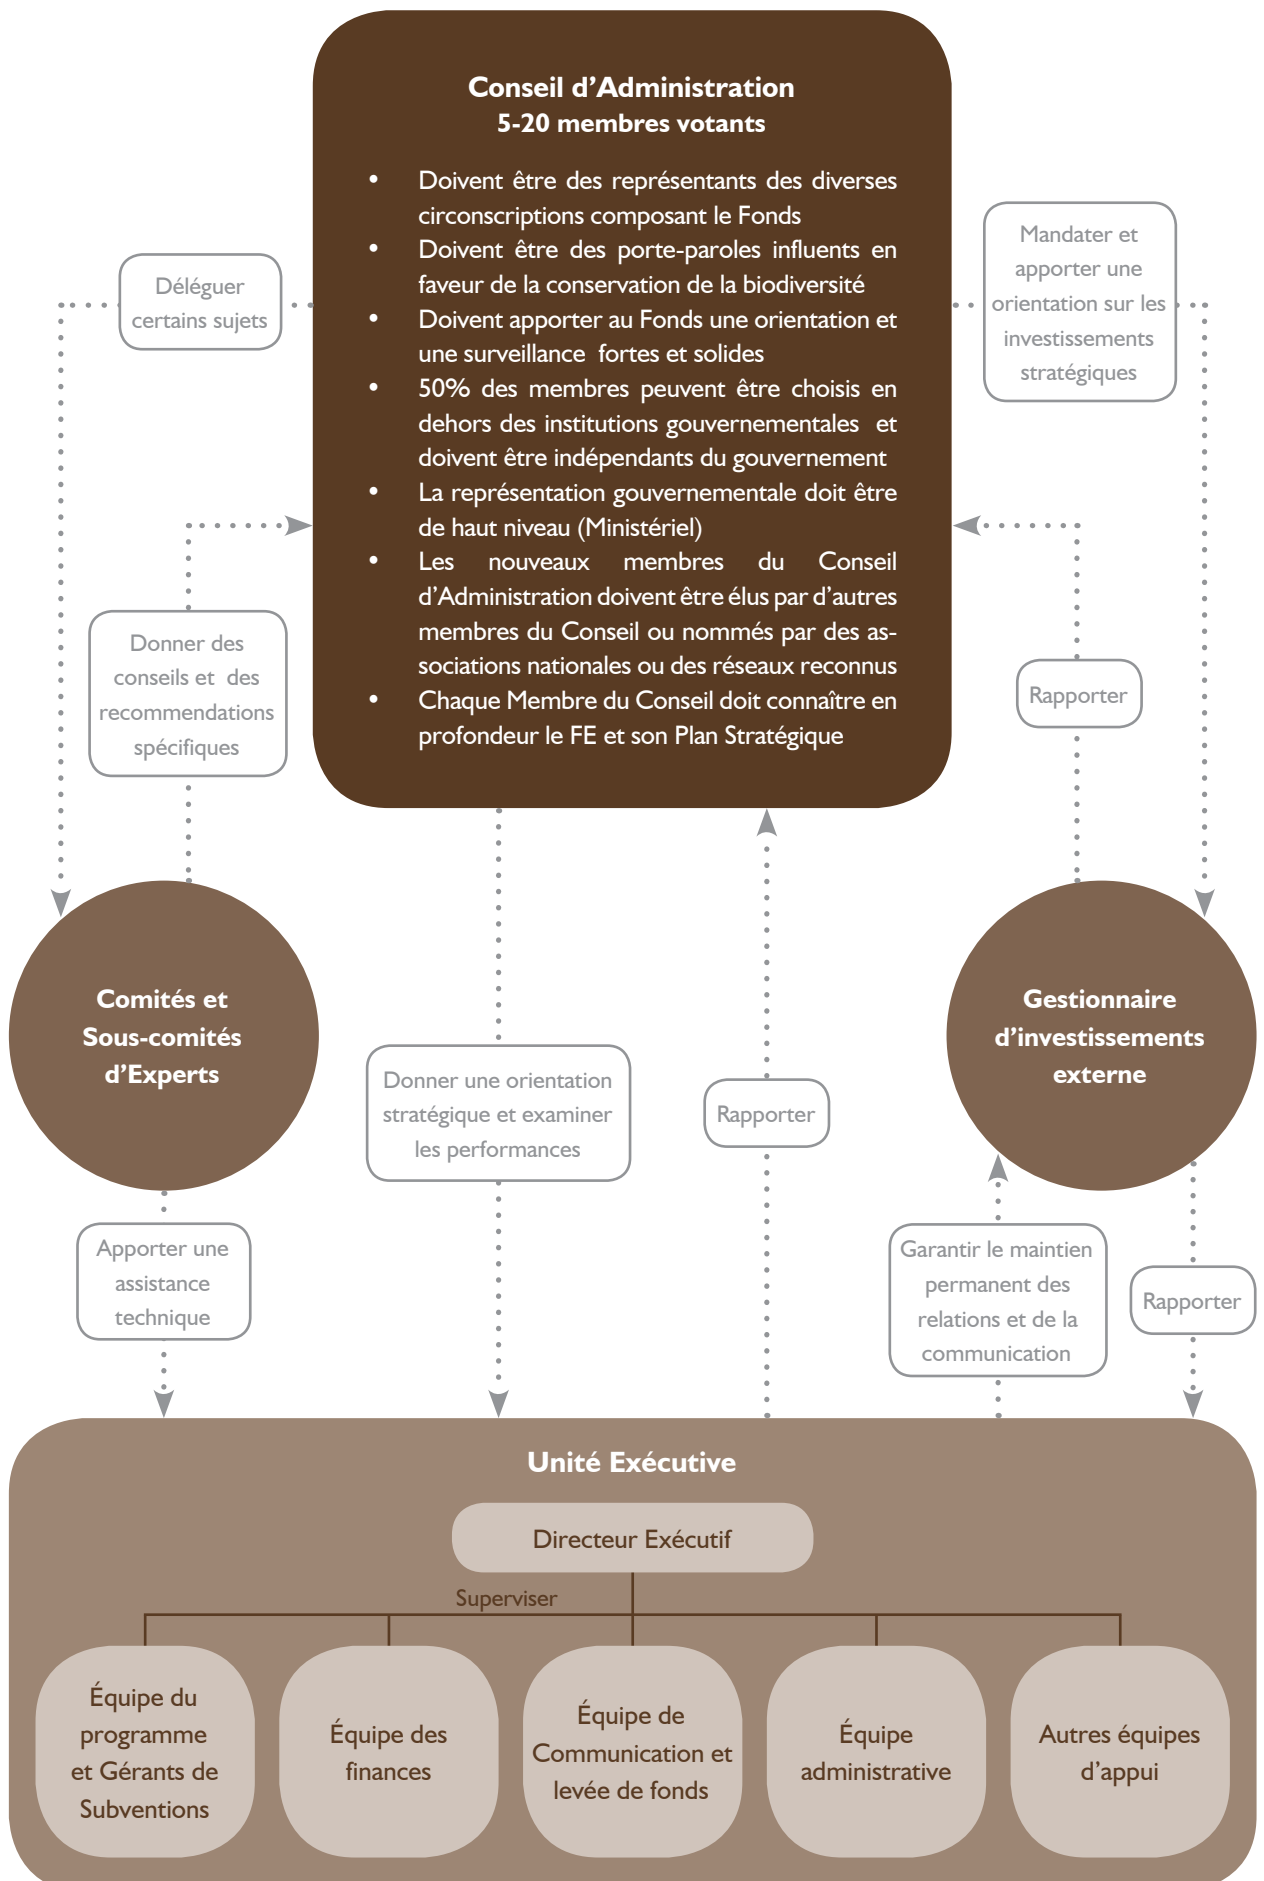 Conseil d’Administration
5-20 membres votants
• Doivent être des représentants des diverses
circonscriptions composant le Fonds
• Doivent être des porte-paroles influents en
faveur de la conservation de la biodiversité
• Doivent apporter au Fonds une orientation et
une surveillance fortes et solides
• 50% des membres peuvent être choisis en
dehors des institutions gouvernementales et
doivent être indépendants du gouvernement
• La représentation gouvernementale doit être
de haut niveau (Ministériel)
• Les nouveaux membres du Conseil
d’Administration doivent être élus par d’autres
membres du Conseil ou nommés par des as-
sociations nationales ou des réseaux reconnus
• Chaque Membre du Conseil doit connaître en
profondeur le FE et son Plan Stratégique
Déléguer
certains sujets
Mandater et
apporter une
orientation sur les
investissements
stratégiques
Donner des
conseils et des
recommendations
spécifiques
Rapporter
Comités et
Sous-comités
d’Experts
Gestionnaire
d’investissements
externe
Donner une orientation
stratégique et examiner
les performances
Rapporter
Apporter une
assistance
technique
Garantir le maintien
permanent des
relations et de la
communication
Rapporter
Unité Exécutive
Directeur Exécutif
Superviser
Équipe du
programme
et Gérants de
Subventions
Équipe des
finances
Équipe de
Communication et
levée de fonds
Équipe
administrative
Autres équipes
d’appui